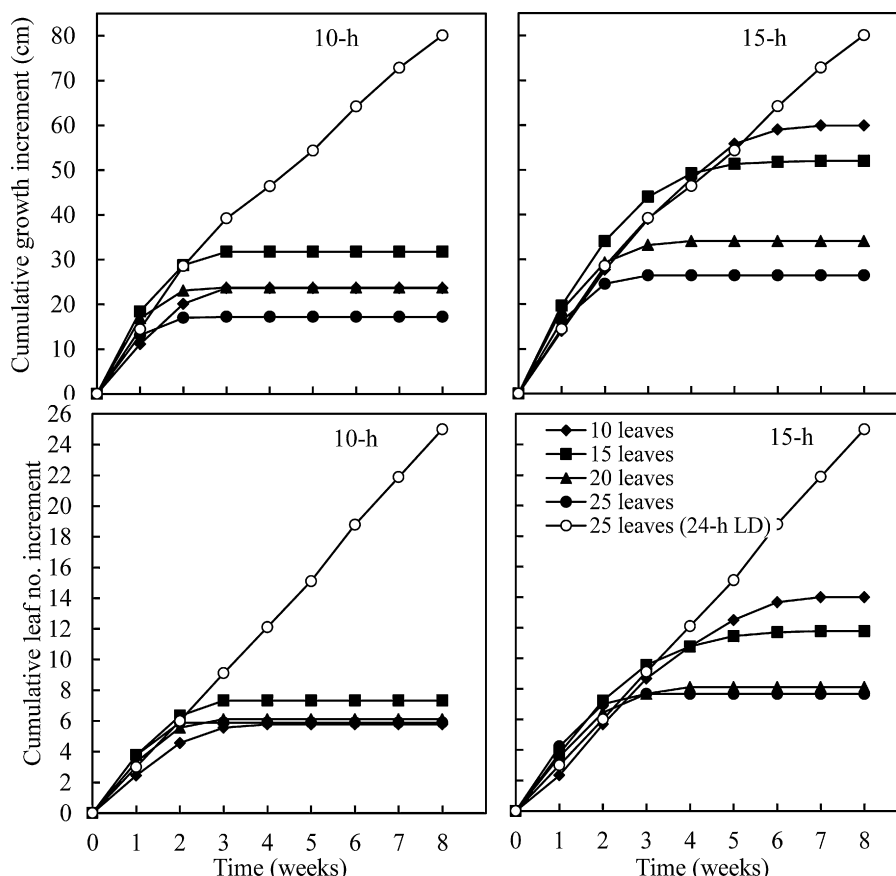 Cumulative growth increment (cm)
80
70
60
50
40
30
20
10
0
10-h
15-h
Cumulative leaf no. increment
26
24
22
20
18
16
14
12
10
8
6
4
2
0
10-h
0 1 2 3 4 5 6 7 8
Time (weeks)
15-h
10 leaves
15 leaves
20 leaves
25 leaves
25 leaves (24-h LD)
0 1 2 3 4 5 6 7 8
Time (weeks)